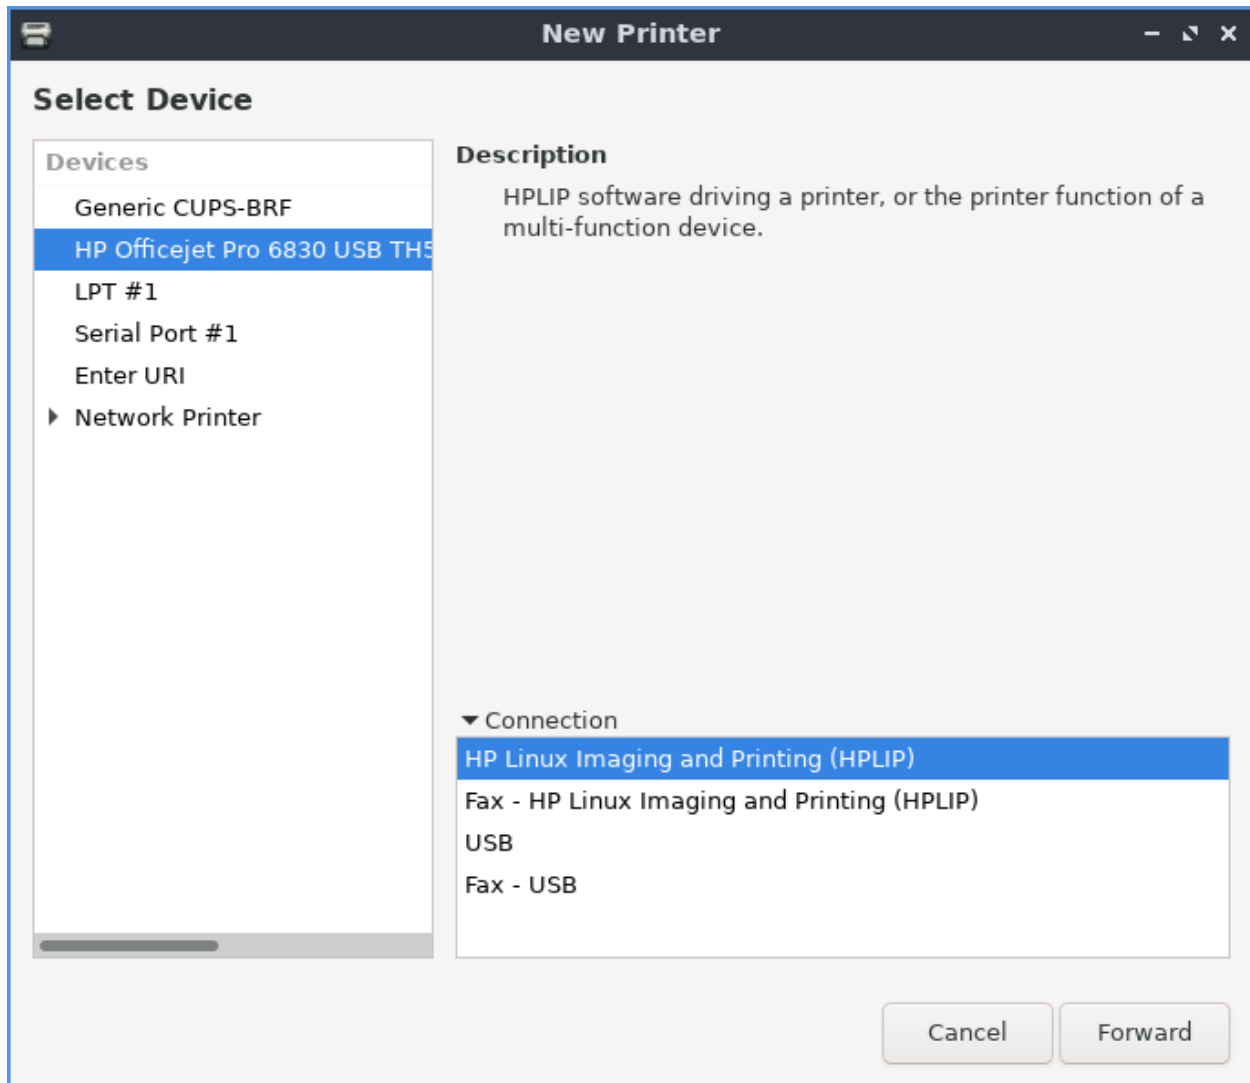 New Printer
Select Device
Devices
Generic CUPS-BRF
HP Officejet Pro 6830 USB TH5
LPT #1
Serial Port #1
Enter URI
Network Printer
Description
HPLIP software driving a printer, or the printer function of a
multi-function device.
Connection
HP Linux Imaging and Printing (HPLIP)
Fax - HP Linux Imaging and Printing (HPLIP)
USB
Fax - USB
Cancel
Forward